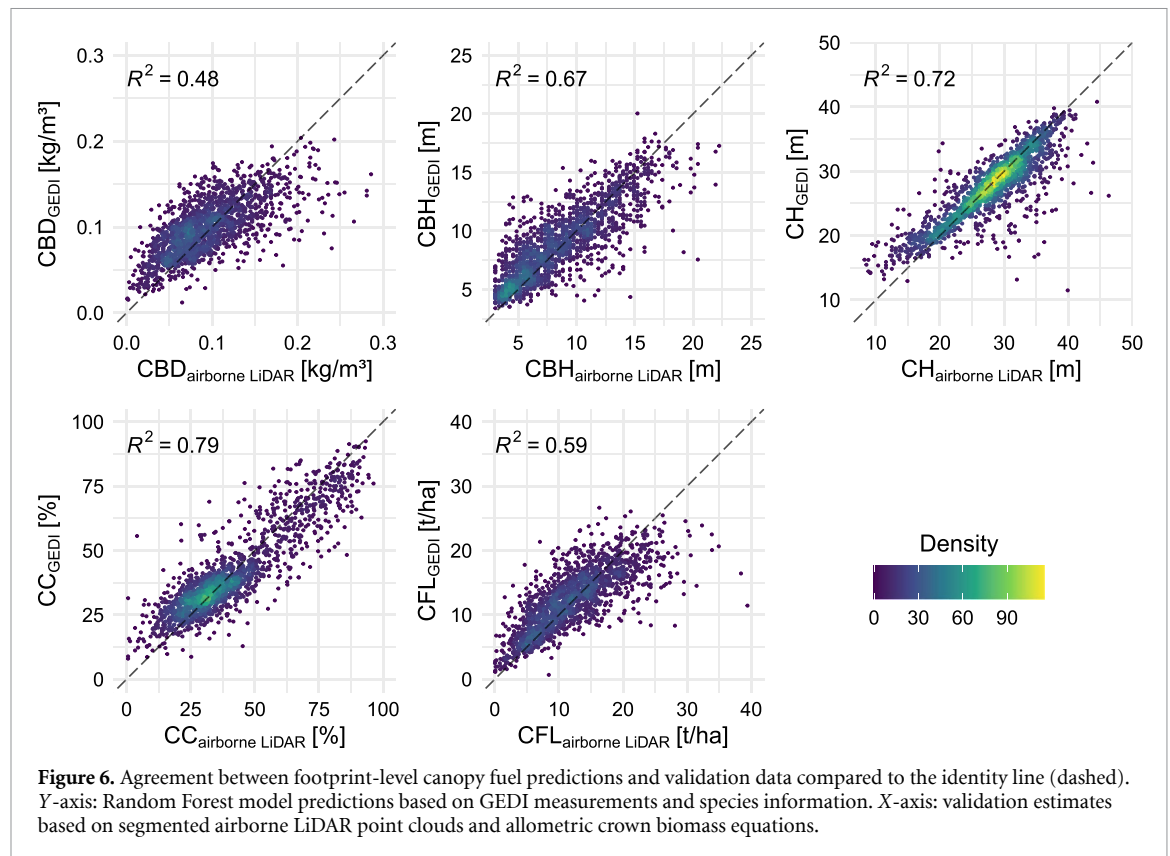 R² = 0.48
0.3
0.2
0.1
0.0
CBD_GEDI [kg/m³]
0.0 0.1 0.2 0.3
CBD_airborne LiDAR [kg/m³]
R² = 0.67
25
20
15
10
5
CBH_GEDI [m]
5 10 15 20 25
CBH_airborne LiDAR [m]
R² = 0.72
50
40
30
20
10
CH_GEDI [m]
10 20 30 40 50
CH_airborne LiDAR [m]
R² = 0.79
100
75
50
25
0
CC_GEDI [%]
0 25 50 75 100
CC_airborne LiDAR [%]
R² = 0.59
40
30
20
10
0
CFL_GEDI [t/ha]
0 10 20 30 40
CFL_airborne LiDAR [t/ha]
Density
0 30 60 90
Figure 6. Agreement between footprint-level canopy fuel predictions and validation data compared to the identity line (dashed).
Y-axis: Random Forest model predictions based on GEDI measurements and species information. X-axis: validation estimates
based on segmented airborne LiDAR point clouds and allometric crown biomass equations.